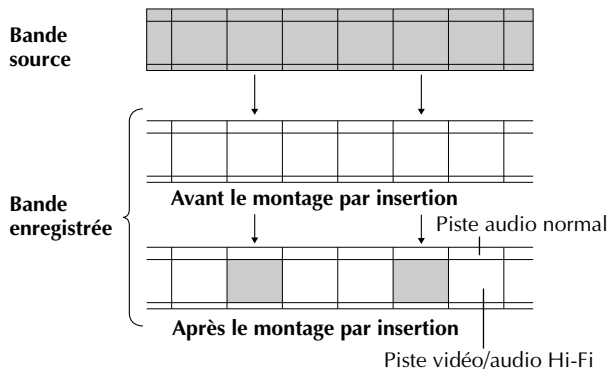 Bande
source
Avant le montage par insertion
Bande
enregistrée
Piste audio normal
Après le montage par insertion
Piste vidéo/audio Hi-Fi